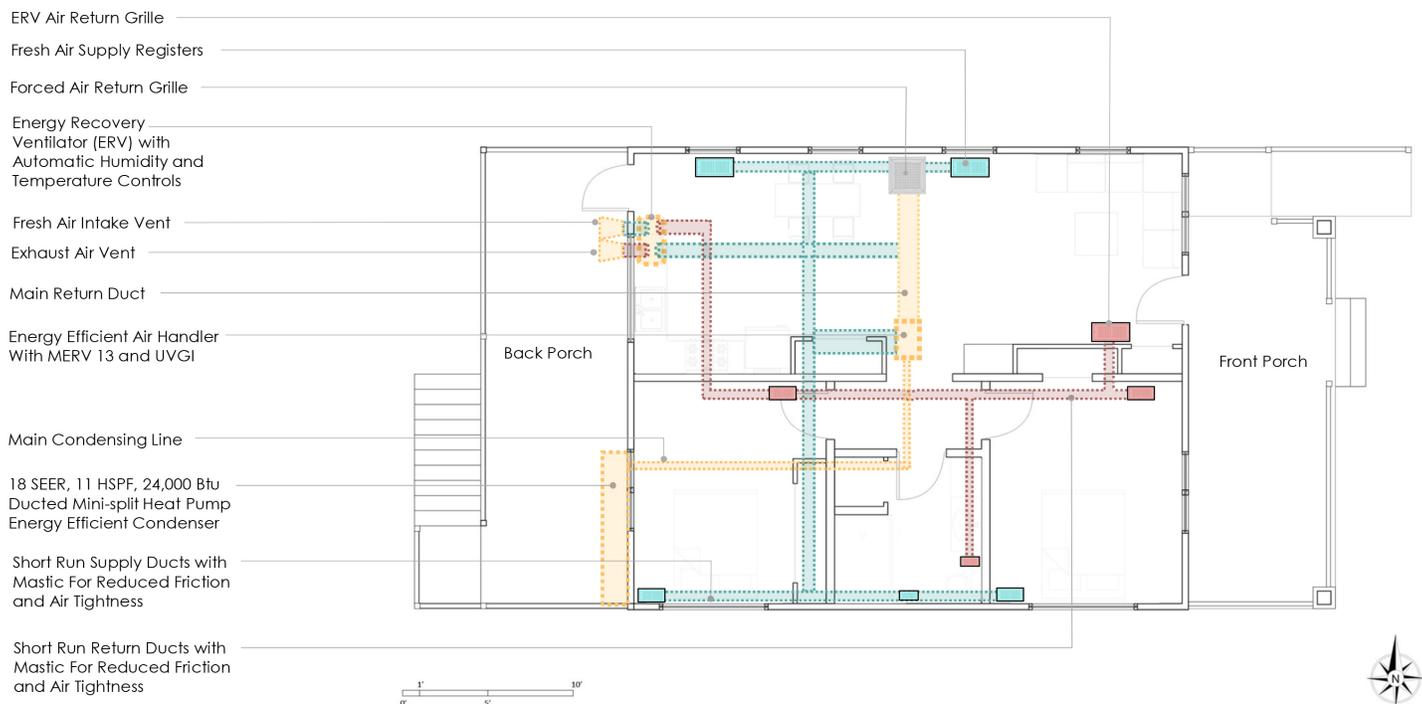 ERV Air Return Grille
Fresh Air Supply Registers
Forced Air Return Grille
Energy Recovery
Ventilator (ERV) with
Automatic Humidity and
Temperature Controls
Fresh Air Intake Vent
Exhaust Air Vent
Main Return Duct
Energy Efficient Air Handler
With MERV 13 and UVGI
Back Porch
Front Porch
Main Condensing Line
18 SEER, 11 HSPF, 24,000 Btu
Ducted Mini-split Heat Pump
Energy Efficient Condenser
Short Run Supply Ducts with
Mastic For Reduced Friction
and Air Tightness
Short Run Return Ducts with
Mastic For Reduced Friction
and Air Tightness
1' 10'
0' 5'
N